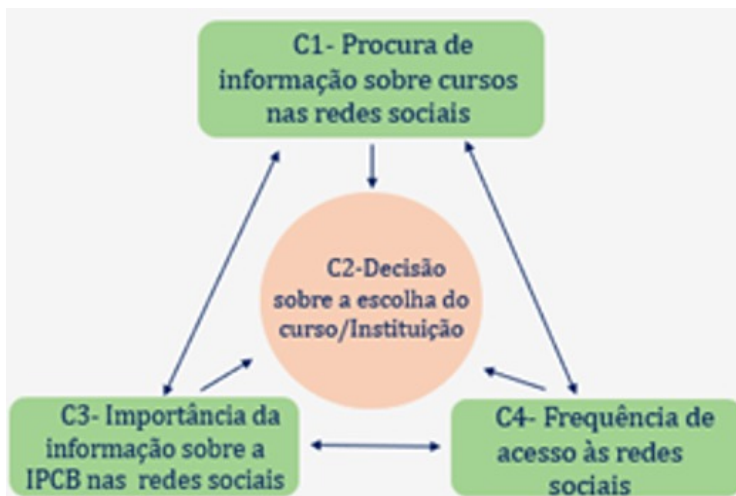 C1- Procura de
informação sobre cursos
nas redes sociais
C2-Decisão
sobre a escolha do
curso/Instituição
C3- Importância da
informação sobre a
IPCB nas redes sociais
C4- Frequência de
acesso às redes
sociais